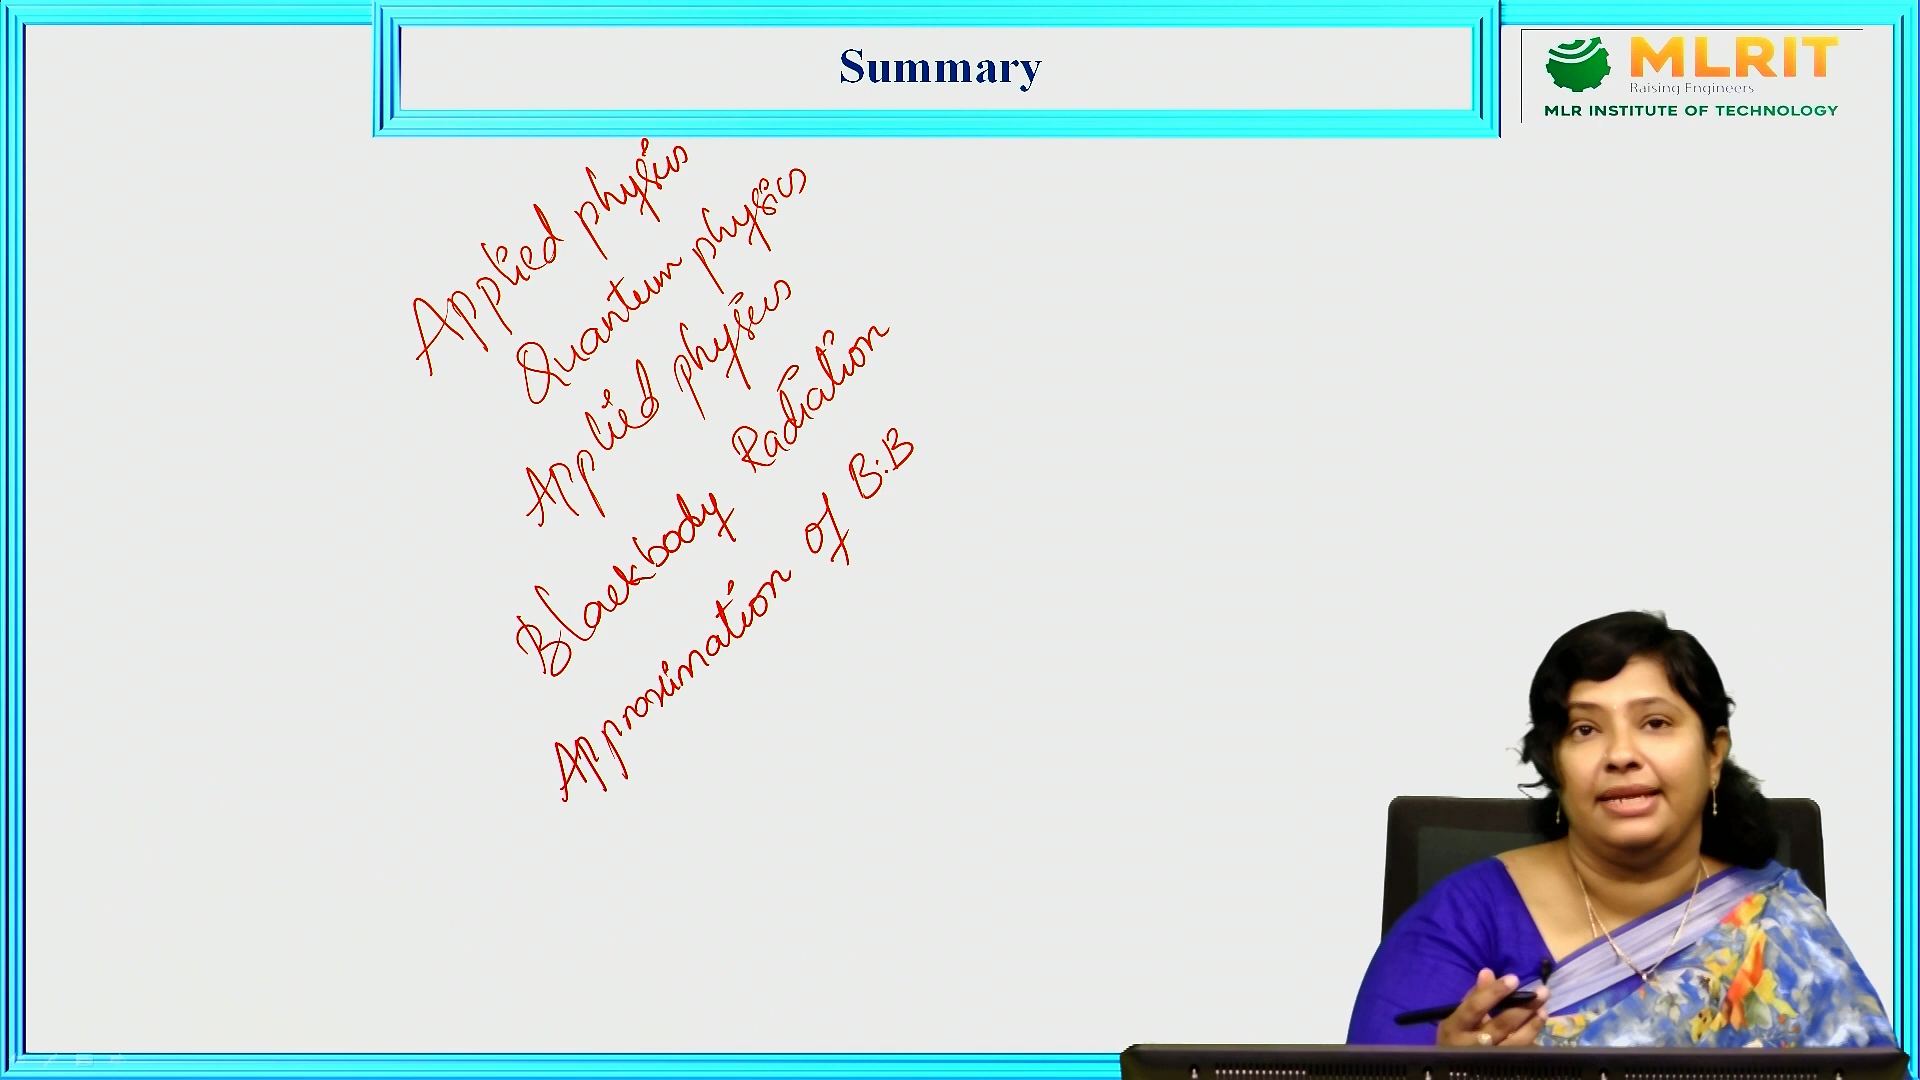 Summary
MLRIT
Raising Engineers
MLR INSTITUTE OF TECHNOLOGY
Applied physics
Quantum physics
Applied physics
Blackbody Radiation
Approximation of B.B